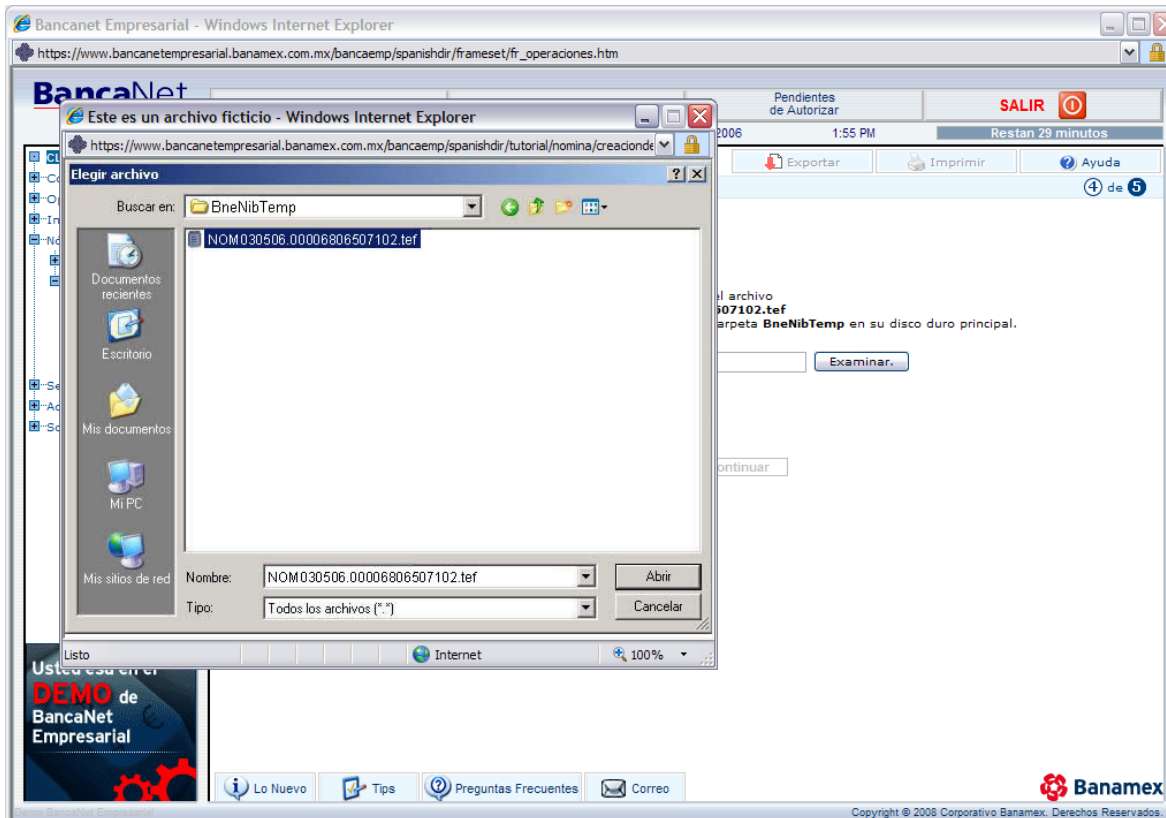 Bancanet Empresarial - Windows Internet Explorer
https://www.bancanetempresarial.banamex.com.mx/bancaemp/spanishdir/frameset/fr_operaciones.htm
BancaNet
Pendientes
de Autorizar
SALIR
2006 1:55 PM Restan 29 minutos
Exportar Imprimir Ayuda
4 de 5
Este es un archivo ficticio - Windows Internet Explorer
https://www.bancanetempresarial.banamex.com.mx/bancaemp/spanishdir/tutorial/nomina/creacionde
Elegir archivo
Buscar en: BneNibTemp
NOM030506.00006806507102.tef
Documentos
recientes
Escritorio
Mis documentos
Mi PC
Mis sitios de red
Nombre: NOM030506.00006806507102.tef Abrir
Tipo: Todos los archivos (*.*) Cancelar
Listo Internet 100%
el archivo
507102.tef
arpeta BneNibTemp en su disco duro principal.
Examinar.
ontinuar
DEMO de
BancaNet
Empresarial
Lo Nuevo Tips Preguntas Frecuentes Correo
Banamex
Demo BancaNet Empresarial
Copyright © 2008 Corporativo Banamex. Derechos Reservados.